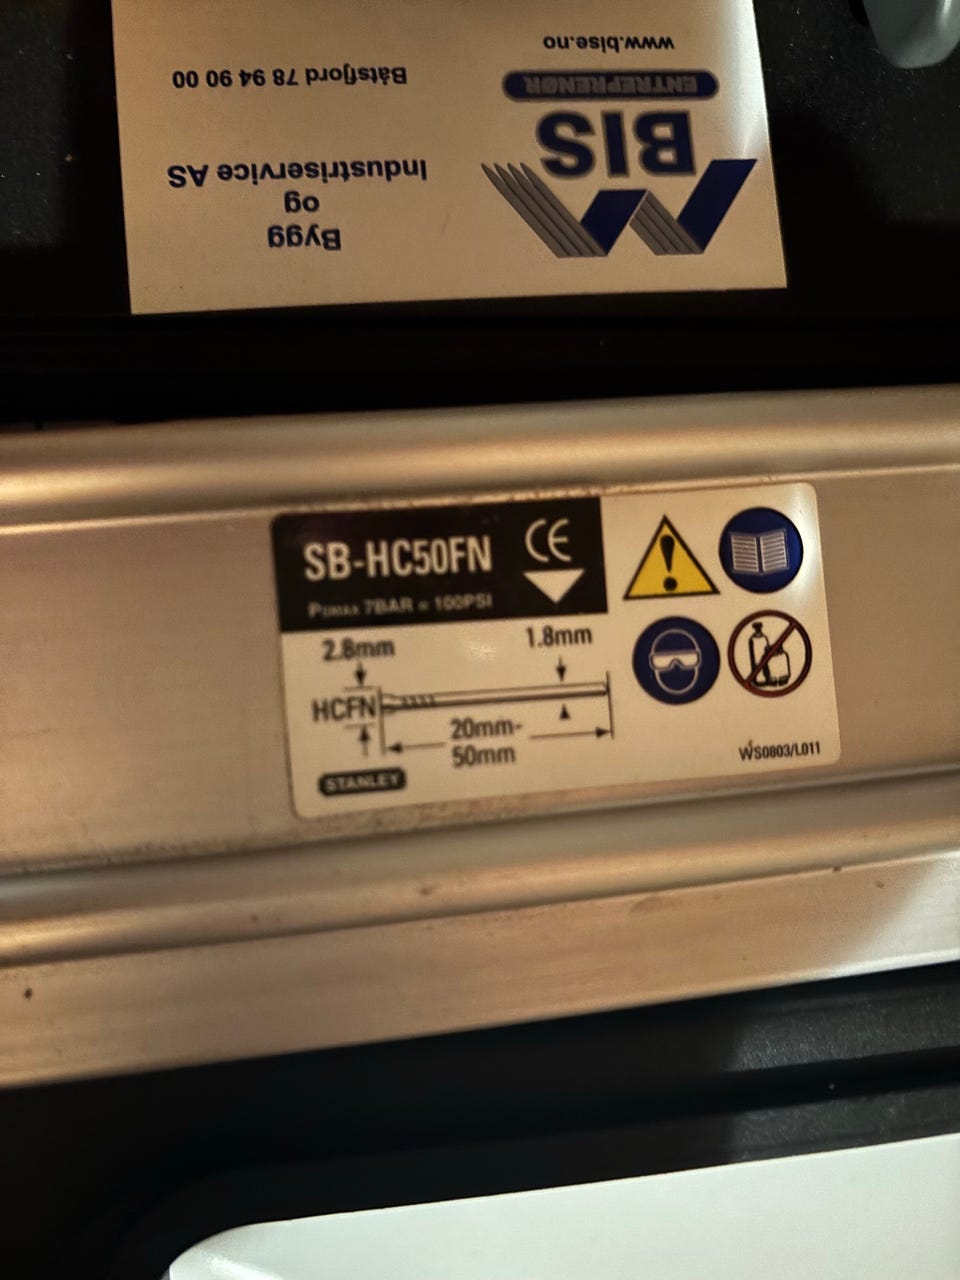 www.bise.no
BIS
ENTREPRENØR
Bygg
og
Industriservice AS
Båtsfjord 78 94 90 00
SB-HC50FN
CE
PSMAX 7BAR = 100PSI
2.8mm
1.8mm
HCFN
20mm-
50mm
STANLEY
WS0803/L011